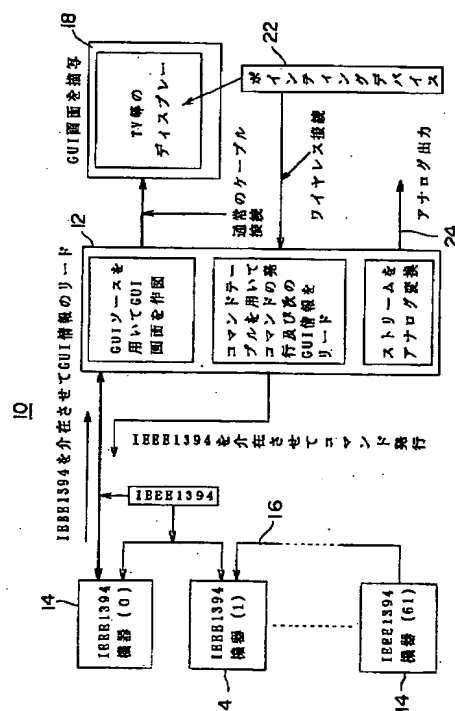 10
IEEE1394を介在させてGUI情報のリード
12
18
GUI画面を描写
TV等の
ディスプレー
22
ポインティングデバイス
通常のケーブル
接続
ワイヤレス接続
アナログ出力
24
GUIソースを
用いてGUI
画面を作図
コマンドテー
ブルを用いて
コマンドの発
行及び次の
GUI情報を
リード
ストリームを
アナログ変換
IEEE1394を介在させてコマンド発行
IEEE1394
16
14
IEEE1394
機器(0)
IEEE1394
機器(1)
4
IEEE1394
機器(61)
14